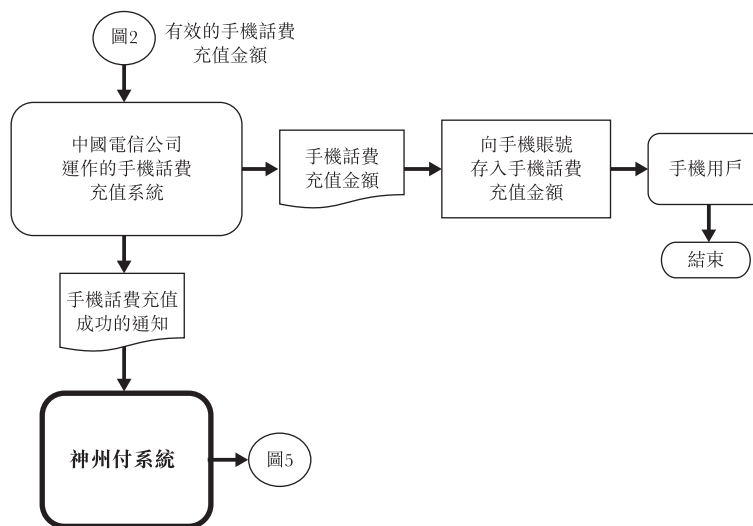 圖2
有效的手機話費
充值金額
中國電信公司
運作的手機話費
充值系統
手機話費
充值金額
向手機賬號
存入手機話費
充值金額
手機用戶
結束
手機話費充值
成功的通知
神州付系統
圖5